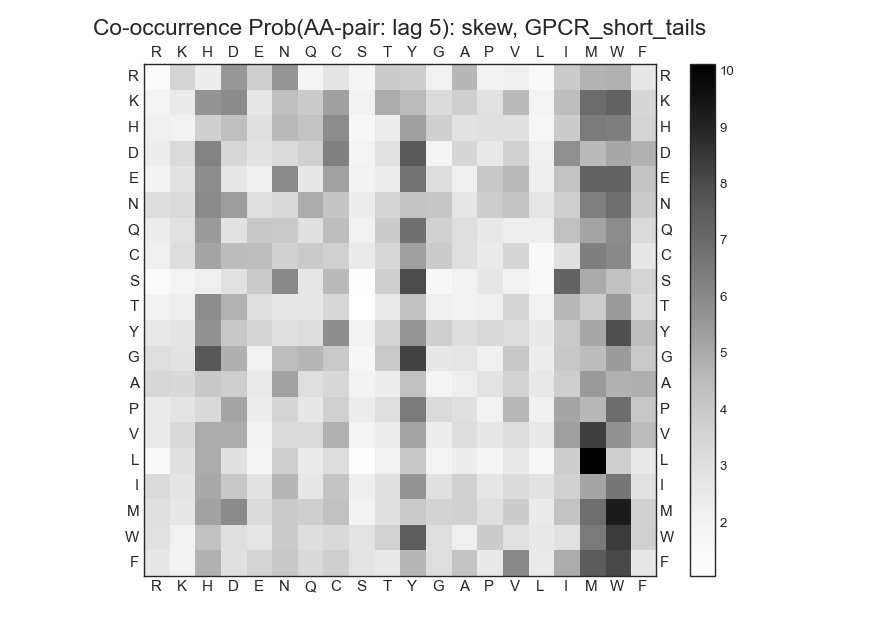 Co-occurrence Prob(AA-pair: lag 5): skew, GPCR_short_tails
R K H D E N Q C S T Y G A P V L I M W F
R R 10
K K
H H 9
D D
E E 8
N N
Q Q 7
C C
S S 6
T T
Y Y
G G 5
A A
P P 4
V V
L L 3
I I
M M 2
W W
F F
R K H D E N Q C S T Y G A P V L I M W F